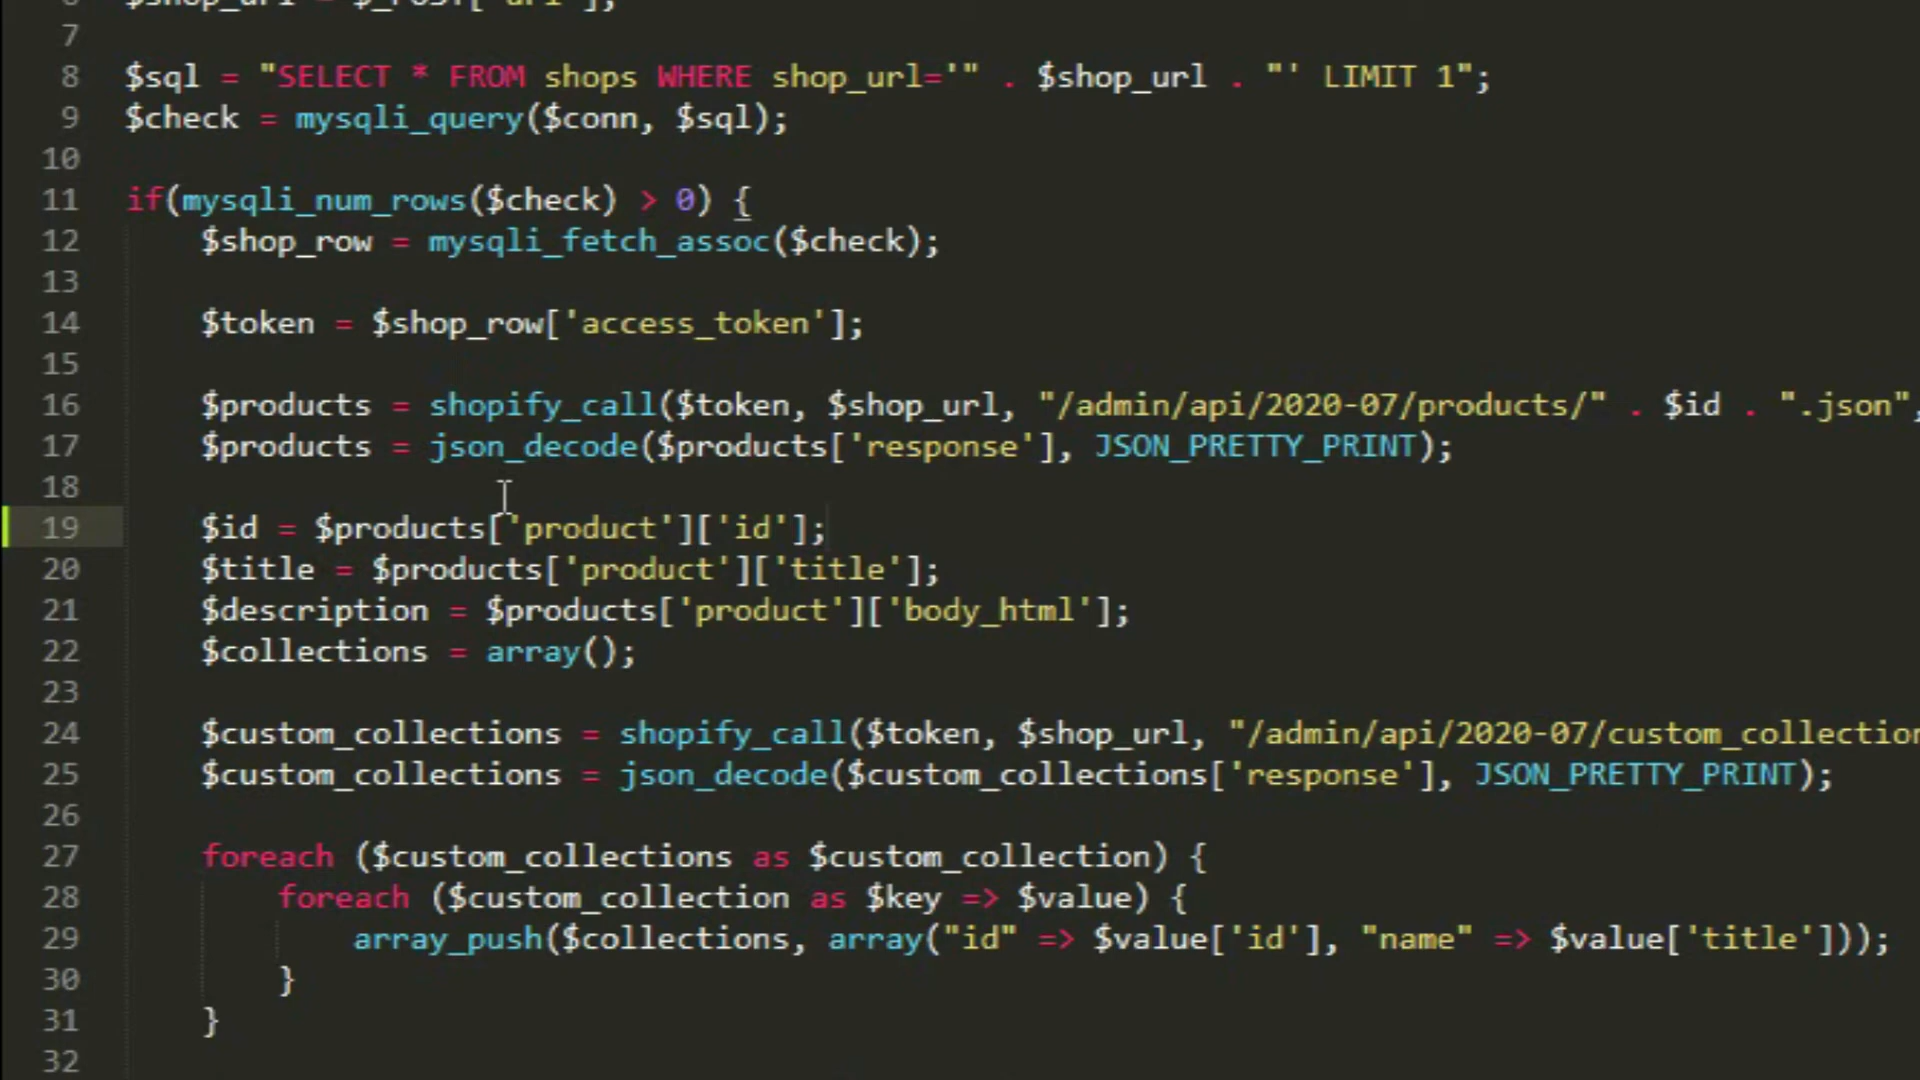 6 $shop_url = $_POST['url'];
7
8 $sql = "SELECT * FROM shops WHERE shop_url='" . $shop_url . "' LIMIT 1";
9 $check = mysqli_query($conn, $sql);
10
11 if(mysqli_num_rows($check) > 0) {
12 $shop_row = mysqli_fetch_assoc($check);
13
14 $token = $shop_row['access_token'];
15
16 $products = shopify_call($token, $shop_url, "/admin/api/2020-07/products/" . $id . ".json",
17 $products = json_decode($products['response'], JSON_PRETTY_PRINT);
18
19 $id = $products['product']['id'];
20 $title = $products['product']['title'];
21 $description = $products['product']['body_html'];
22 $collections = array();
23
24 $custom_collections = shopify_call($token, $shop_url, "/admin/api/2020-07/custom_collection
25 $custom_collections = json_decode($custom_collections['response'], JSON_PRETTY_PRINT);
26
27 foreach ($custom_collections as $custom_collection) {
28 foreach ($custom_collection as $key => $value) {
29 array_push($collections, array("id" => $value['id'], "name" => $value['title']));
30 }
31 }
32